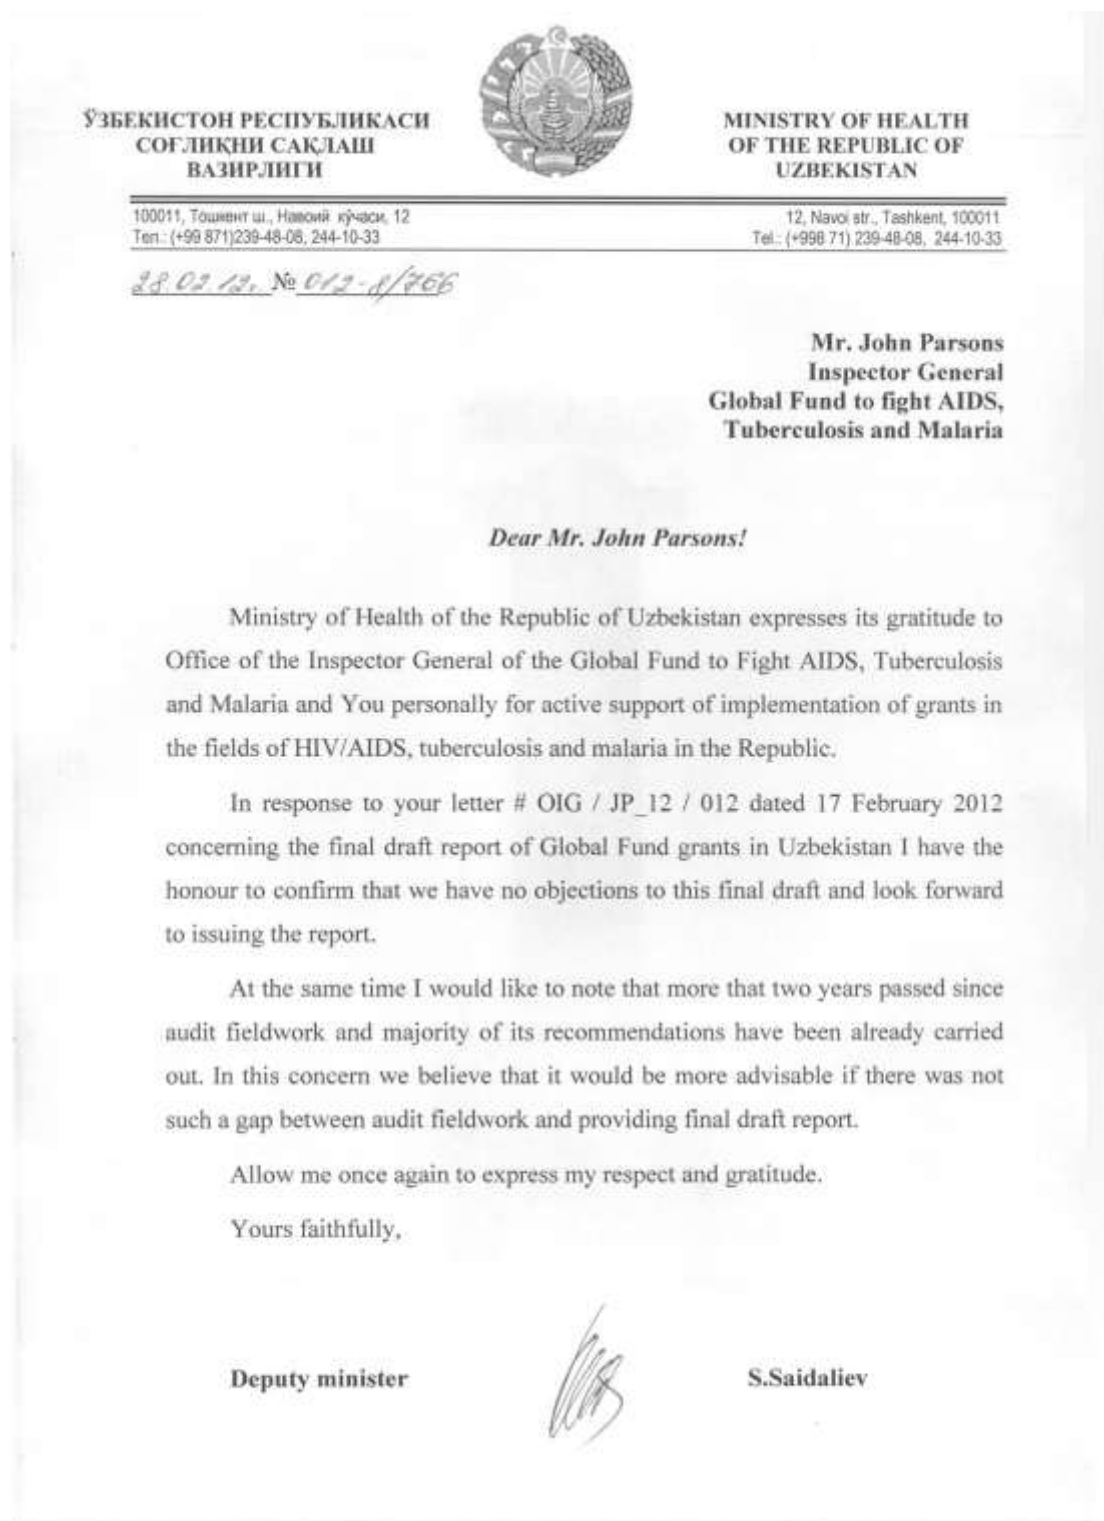 ЎЗБЕКИСТОН РЕСПУБЛИКАСИ
СОҒЛИҚНИ САҚЛАШ
ВАЗИРЛИГИ
MINISTRY OF HEALTH
OF THE REPUBLIC OF
UZBEKISTAN
100011, Тошкент ш., Навоий кўчаси, 12
Тел.: (+99 871)239-48-08, 244-10-33
12, Navoi str., Tashkent, 100011
Tel.: (+998 71) 239-48-08, 244-10-33
28.02.12. № 012-8/766
Mr. John Parsons
Inspector General
Global Fund to fight AIDS,
Tuberculosis and Malaria
Dear Mr. John Parsons!
Ministry of Health of the Republic of Uzbekistan expresses its gratitude to
Office of the Inspector General of the Global Fund to Fight AIDS, Tuberculosis
and Malaria and You personally for active support of implementation of grants in
the fields of HIV/AIDS, tuberculosis and malaria in the Republic.
In response to your letter # OIG / JP_12 / 012 dated 17 February 2012
concerning the final draft report of Global Fund grants in Uzbekistan I have the
honour to confirm that we have no objections to this final draft and look forward
to issuing the report.
At the same time I would like to note that more that two years passed since
audit fieldwork and majority of its recommendations have been already carried
out. In this concern we believe that it would be more advisable if there was not
such a gap between audit fieldwork and providing final draft report.
Allow me once again to express my respect and gratitude.
Yours faithfully,
Deputy minister
S.Saidaliev